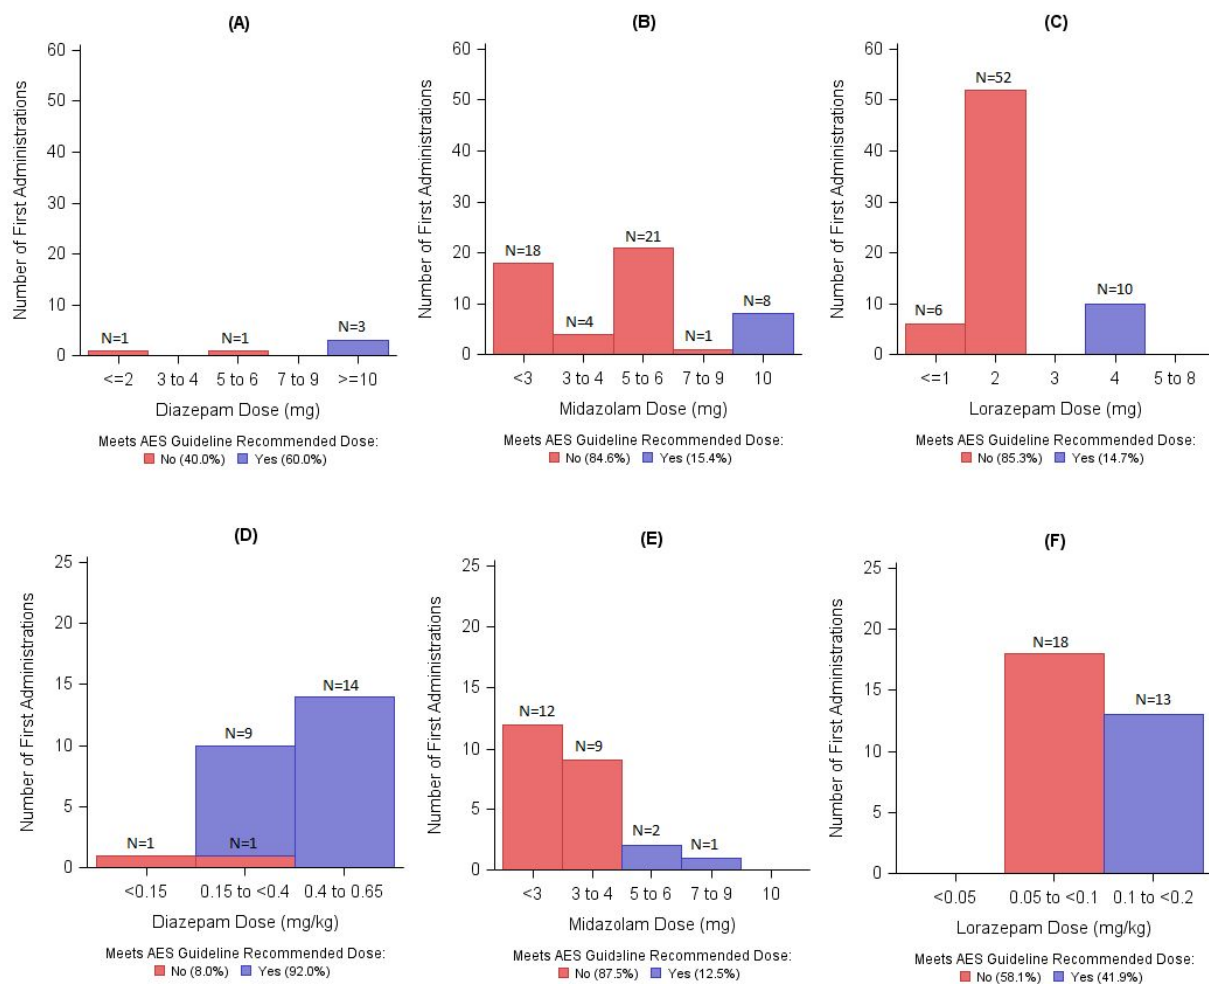 (A)
Number of First Administrations
60
50
40
30
20
10
0
N=1
N=1
N=3
<=2
3 to 4
5 to 6
7 to 9
>=10
Diazepam Dose (mg)
Meets AES Guideline Recommended Dose:
No (40.0%) Yes (60.0%)
(B)
Number of First Administrations
60
50
40
30
20
10
0
N=18
N=4
N=21
N=1
N=8
<3
3 to 4
5 to 6
7 to 9
10
Midazolam Dose (mg)
Meets AES Guideline Recommended Dose:
No (84.6%) Yes (15.4%)
(C)
Number of First Administrations
60
50
40
30
20
10
0
N=6
N=52
N=10
<=1
2
3
4
5 to 8
Lorazepam Dose (mg)
Meets AES Guideline Recommended Dose:
No (85.3%) Yes (14.7%)
(D)
Number of First Administrations
25
20
15
10
5
0
N=1
N=9
N=1
N=14
<0.15
0.15 to <0.4
0.4 to 0.65
Diazepam Dose (mg/kg)
Meets AES Guideline Recommended Dose:
No (8.0%) Yes (92.0%)
(E)
Number of First Administrations
25
20
15
10
5
0
N=12
N=9
N=2
N=1
<3
3 to 4
5 to 6
7 to 9
10
Midazolam Dose (mg)
Meets AES Guideline Recommended Dose:
No (87.5%) Yes (12.5%)
(F)
Number of First Administrations
25
20
15
10
5
0
N=18
N=13
<0.05
0.05 to <0.1
0.1 to <0.2
Lorazepam Dose (mg/kg)
Meets AES Guideline Recommended Dose:
No (58.1%) Yes (41.9%)